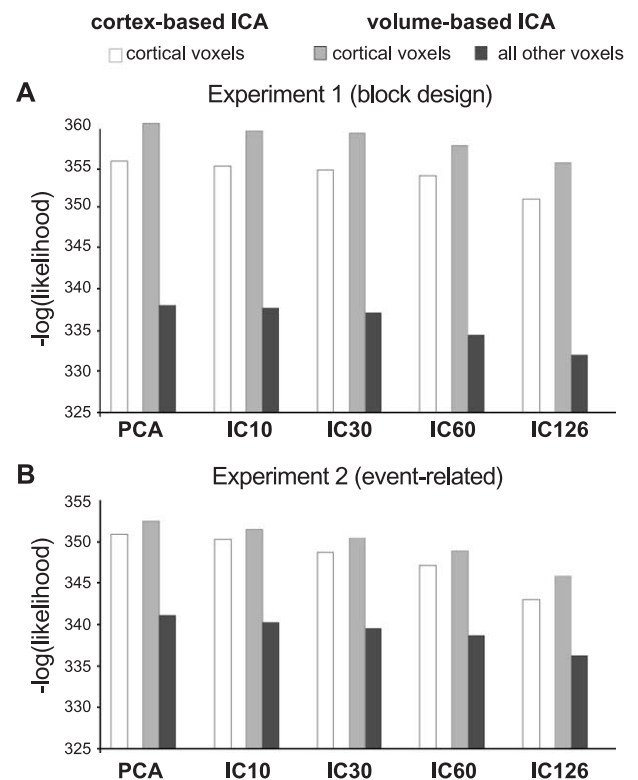 cortex-based ICA volume-based ICA
cortical voxels cortical voxels all other voxels
A Experiment 1 (block design)
-log(likelihood)
360
355
350
345
340
335
330
325
PCA IC10 IC30 IC60 IC126
B Experiment 2 (event-related)
-log(likelihood)
355
350
345
340
335
330
325
PCA IC10 IC30 IC60 IC126